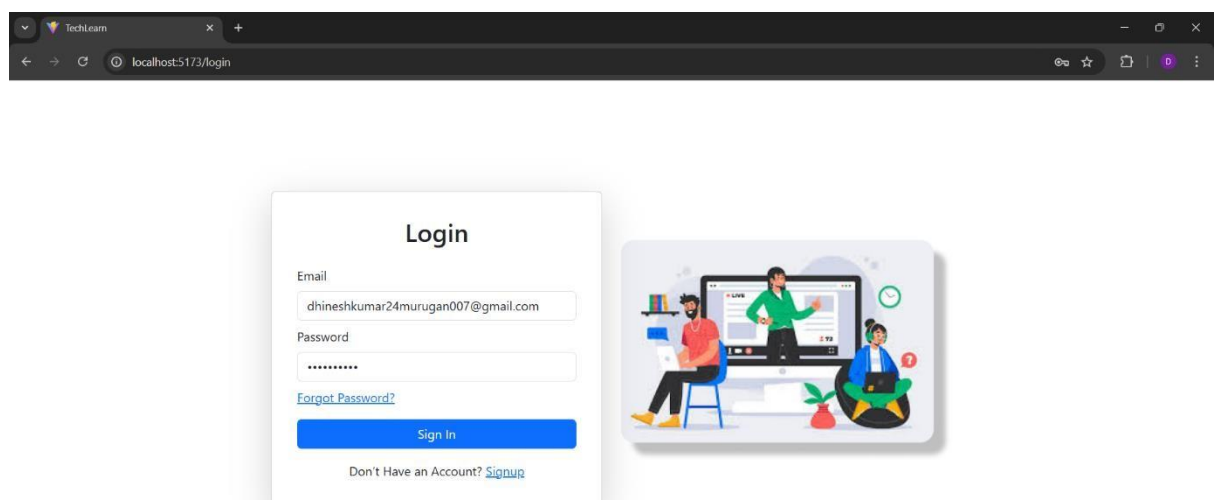 TechLearn
localhost:5173/login
D
Login
Email
dhineshkumar24murugan007@gmail.com
Password
••••••••••
Forgot Password?
Sign In
Don't Have an Account? Signup
LIVE
73
?